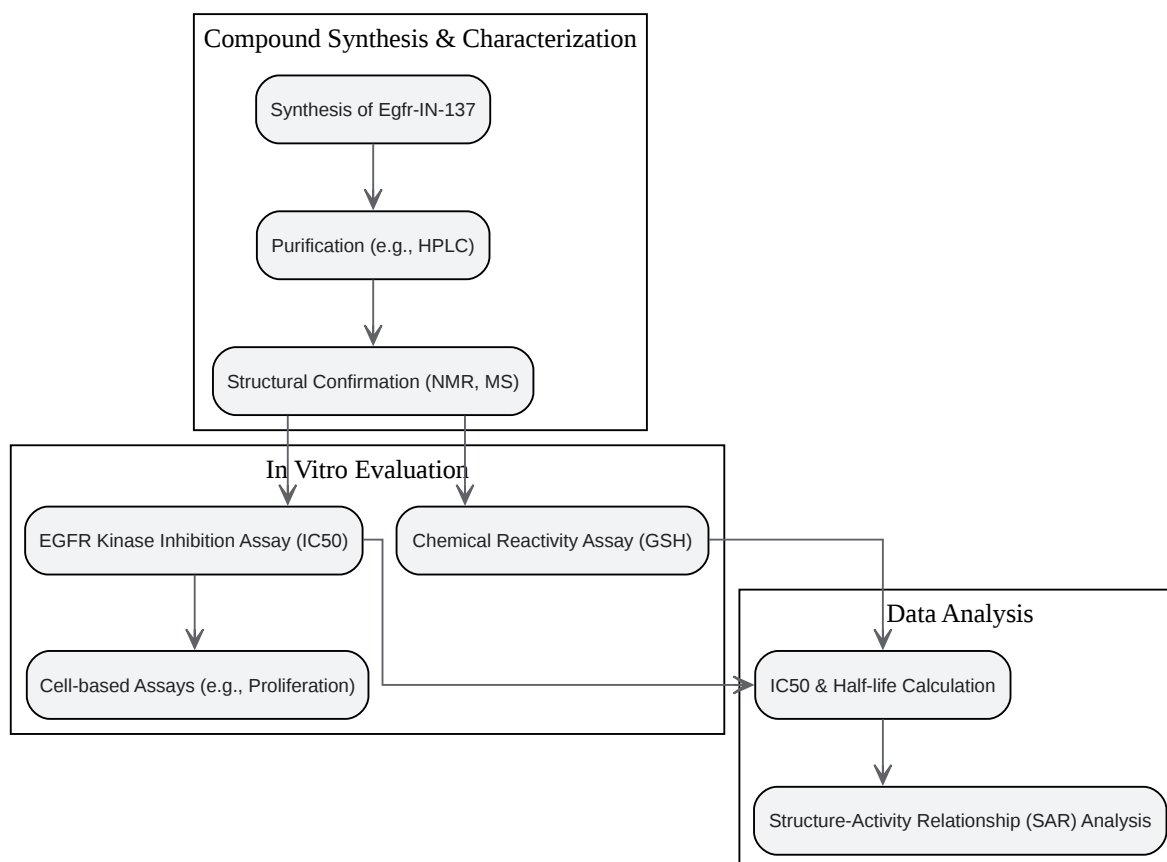 Compound Synthesis & Characterization
Synthesis of Egfr-IN-137
Purification (e.g., HPLC)
Structural Confirmation (NMR, MS)
In Vitro Evaluation
EGFR Kinase Inhibition Assay (IC50)
Chemical Reactivity Assay (GSH)
Cell-based Assays (e.g., Proliferation)
Data Analysis
IC50 & Half-life Calculation
Structure-Activity Relationship (SAR) Analysis